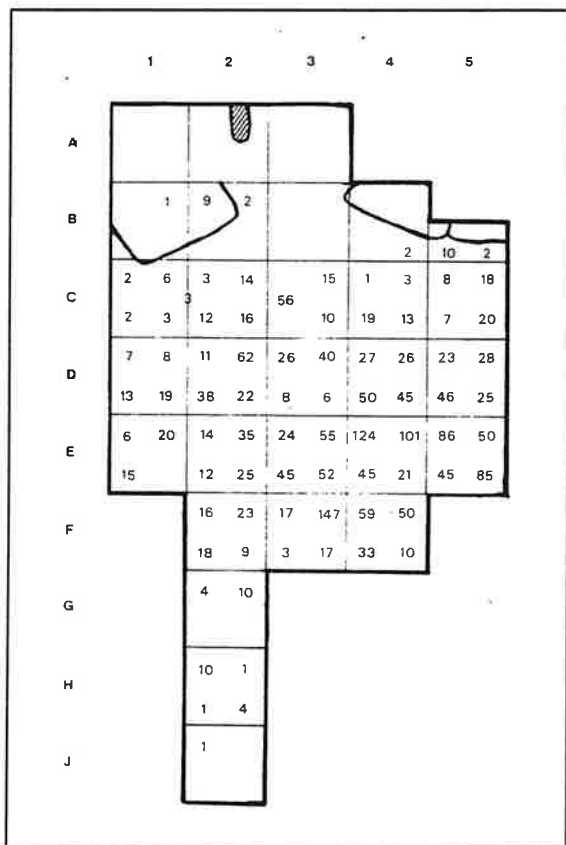 1 2 3 4 5
A
B 1 9 2
2 10 2
C 2 6 3 14 15 1 3 8 18
3 56
2 3 12 16 10 19 13 7 20
D 7 8 11 62 26 40 27 26 23 28
13 19 38 22 8 6 50 45 46 25
E 6 20 14 35 24 55 124 101 86 50
15 12 25 45 52 45 21 45 85
F 16 23 17 147 59 50
18 9 3 17 33 10
G 4 10
H 10 1
1 4
J 1